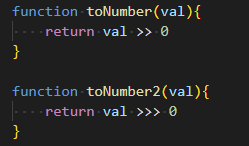 function toNumber(val){
    return val >> 0
}

function toNumber2(val){
    return val >>> 0
}